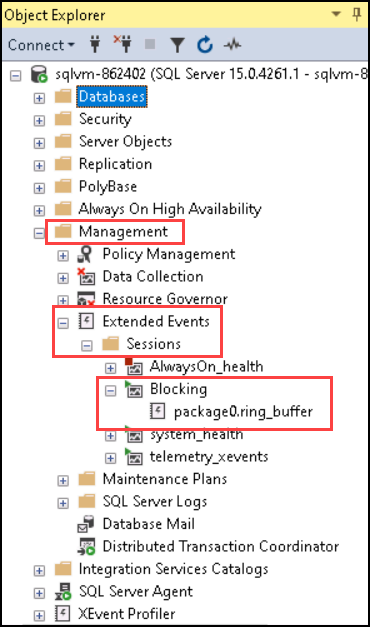 Object Explorer
Connect
sqlvm-862402 (SQL Server 15.0.4261.1 - sqlvm-8
Databases
Security
Server Objects
Replication
PolyBase
Always On High Availability
Management
Policy Management
Data Collection
Resource Governor
Extended Events
Sessions
AlwaysOn_health
Blocking
package0.ring_buffer
system_health
telemetry_xevents
Maintenance Plans
SQL Server Logs
Database Mail
Distributed Transaction Coordinator
Integration Services Catalogs
SQL Server Agent
XEvent Profiler